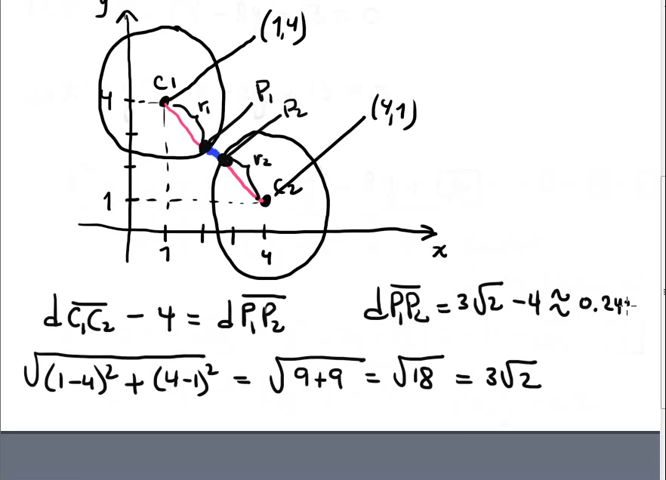 y
(1,4)
C1
4
r₁
P₁
P₂
(4,1)
r₂
C2
1
1
4
x
dC₁C₂ - 4 = dP₁P₂
dP₁P₂ = 3√2 - 4 ≈ 0.24
√(1-4)² + (4-1)² = √9+9 = √18 = 3√2